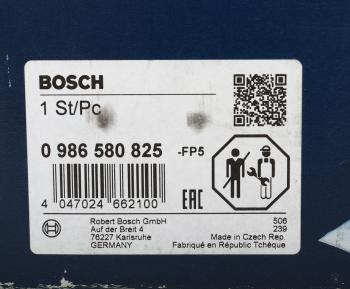 BOSCH
1 St/Pc
0 986 580 825 -FP5
4 047024 662100
EAC
Robert Bosch GmbH
Auf der Breit 4
76227 Karlsruhe
GERMANY
506
239
Made in Czech Rep.
Fabriqué en République Tchèque